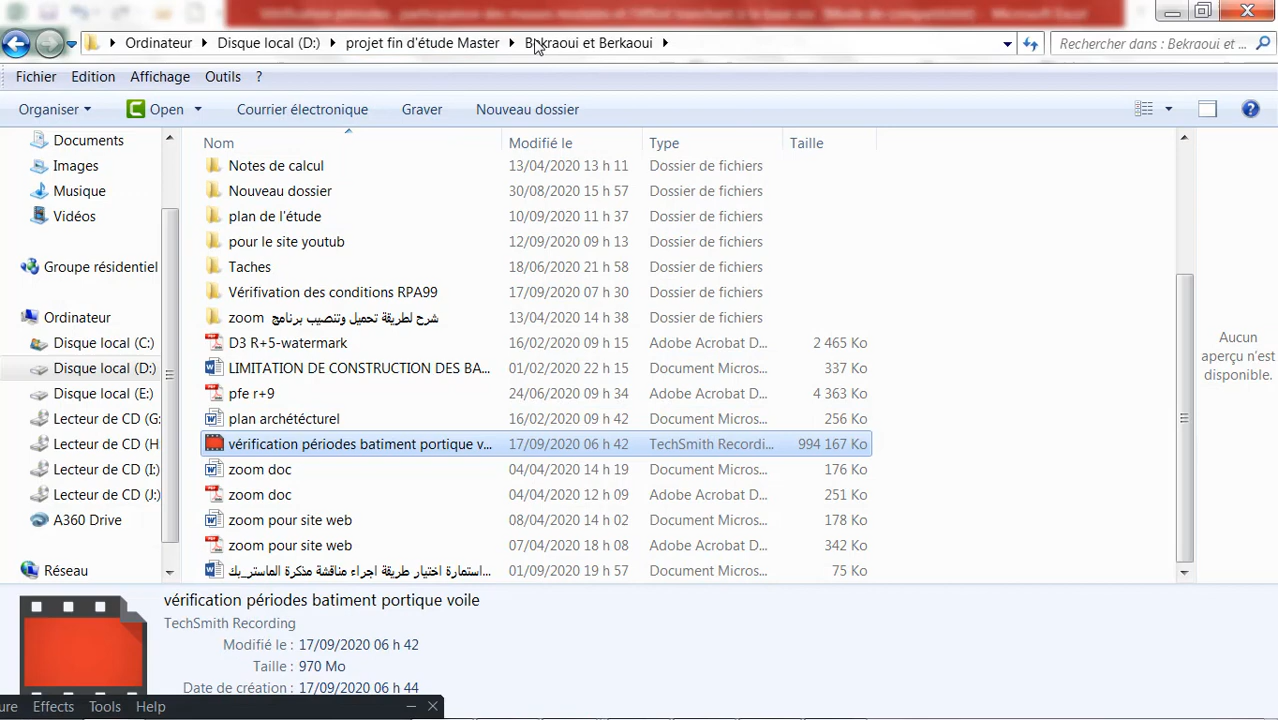 Ordinateur Disque local (D:) projet fin d'étude Master Bekraoui et Berkaoui Rechercher dans: Bekraoui et ...
Fichier Edition Affichage Outils ?
Organiser Open Courrier électronique Graver Nouveau dossier
Nom Modifié le Type Taille
Documents
Images
Musique
Vidéos
Groupe résidentiel
Ordinateur
Disque local (C:)
Disque local (D:)
Disque local (E:)
Lecteur de CD (G:
Lecteur de CD (H
Lecteur de CD (I:)
Lecteur de CD (J:)
A360 Drive
Réseau
Notes de calcul 13/04/2020 13 h 11 Dossier de fichiers
Nouveau dossier 30/08/2020 15 h 57 Dossier de fichiers
plan de l'étude 10/09/2020 11 h 37 Dossier de fichiers
pour le site youtub 12/09/2020 09 h 13 Dossier de fichiers
Taches 18/06/2020 21 h 58 Dossier de fichiers
Vérifivation des conditions RPA99 17/09/2020 07 h 30 Dossier de fichiers
zoom شرح لطريقة تحميل وتنصيب برنامج 13/04/2020 14 h 38 Dossier de fichiers
D3 R+5-watermark 16/02/2020 09 h 15 Adobe Acrobat D... 2 465 Ko
LIMITATION DE CONSTRUCTION DES BA... 01/02/2020 22 h 15 Document Micros... 337 Ko
pfe r+9 24/06/2020 09 h 34 Adobe Acrobat D... 4 363 Ko
plan archétécturel 16/02/2020 09 h 42 Document Micros... 256 Ko
vérification périodes batiment portique v... 17/09/2020 06 h 42 TechSmith Recordi... 994 167 Ko
zoom doc 04/04/2020 14 h 19 Document Micros... 176 Ko
zoom doc 04/04/2020 12 h 09 Adobe Acrobat D... 251 Ko
zoom pour site web 08/04/2020 14 h 02 Document Micros... 178 Ko
zoom pour site web 07/04/2020 18 h 08 Adobe Acrobat D... 342 Ko
استمارة اختيار طريقة اجراء مناقشة مذكرة الماستر_بك... 01/09/2020 19 h 57 Document Micros... 75 Ko
Aucun
aperçu n'est
disponible.
vérification périodes batiment portique voile
TechSmith Recording
Modifié le : 17/09/2020 06 h 42
Taille : 970 Mo
Date de création : 17/09/2020 06 h 44
ure Effects Tools Help